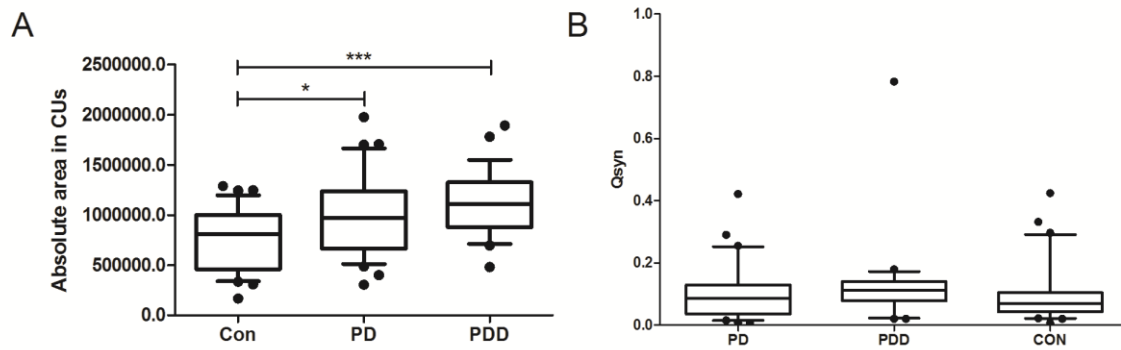 A
Absolute area in CUs
2500000.0
2000000.0
1500000.0
1000000.0
500000.0
0.0
***
*
Con PD PDD
B
Qsyn
1.0
0.8
0.6
0.4
0.2
0.0
PD PDD CON